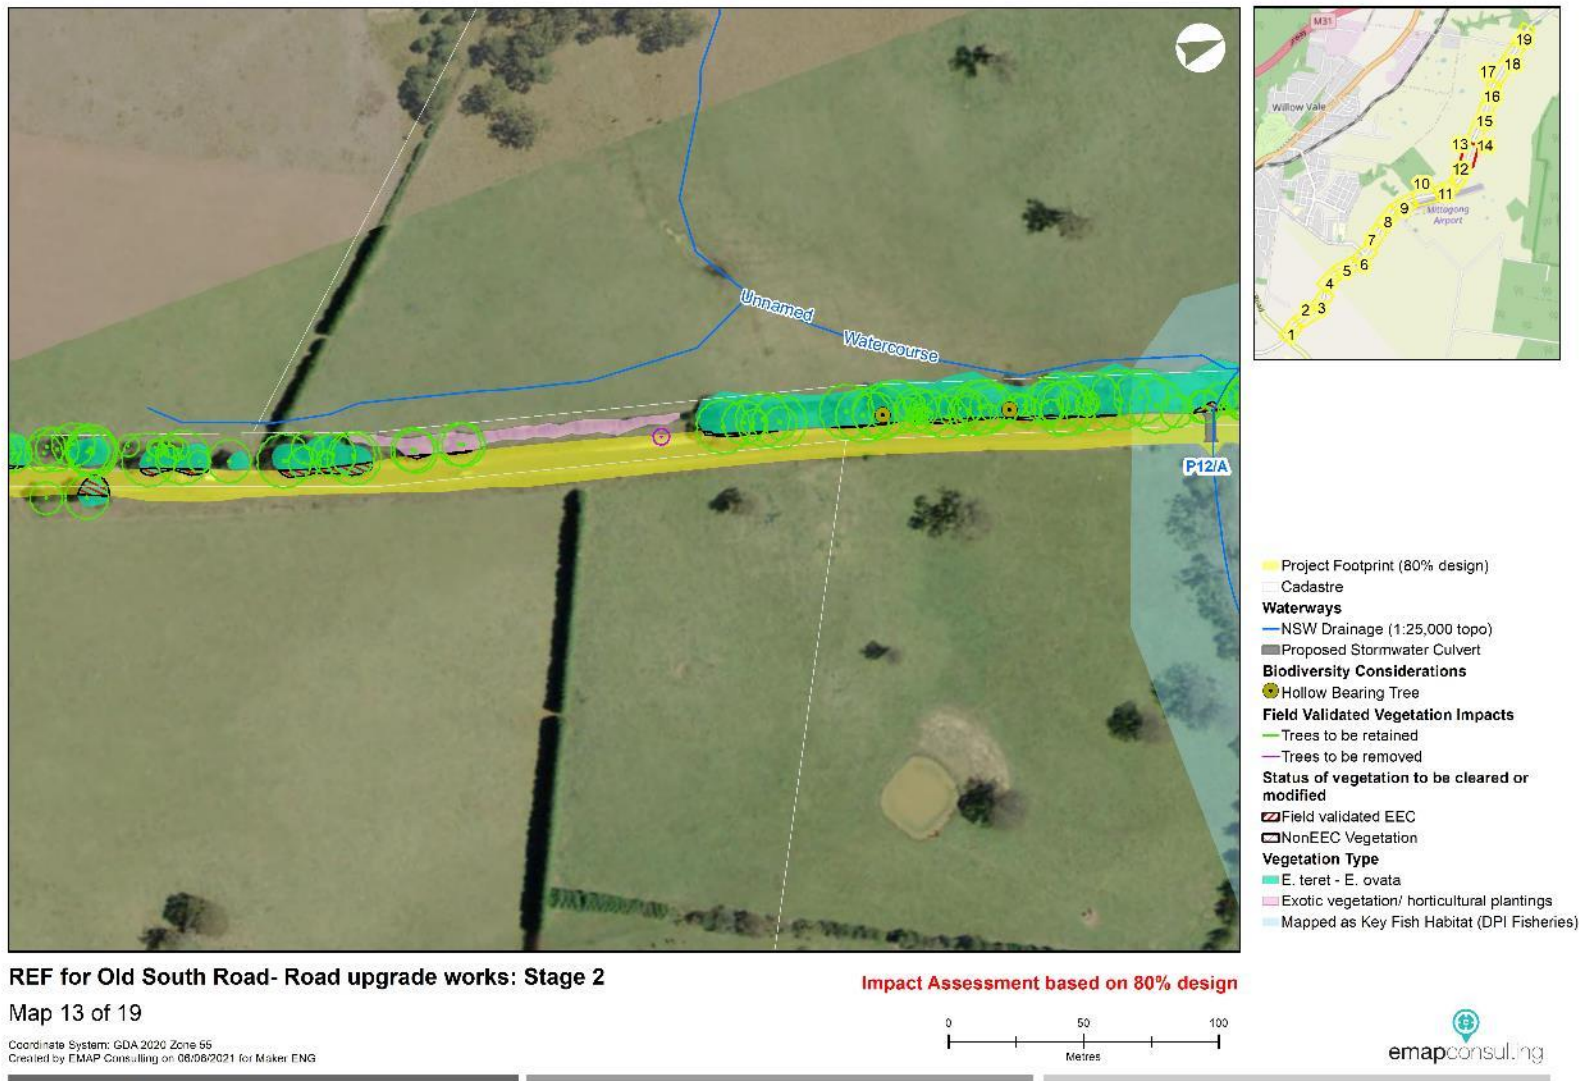 Unnamed
Watercourse
P12/A
M31
Willow Vale
Mittagong
Airport
19
18
17
16
15
14
13
12
11
10
9
8
7
6
5
4
3
2
1
Project Footprint (80% design)
Cadastre
Waterways
NSW Drainage (1:25,000 topo)
Proposed Stormwater Culvert
Biodiversity Considerations
Hollow Bearing Tree
Field Validated Vegetation Impacts
Trees to be retained
Trees to be removed
Status of vegetation to be cleared or
modified
Field validated EEC
NonEEC Vegetation
Vegetation Type
E. teret - E. ovata
Exotic vegetation/ horticultural plantings
Mapped as Key Fish Habitat (DPI Fisheries)
REF for Old South Road- Road upgrade works: Stage 2
Impact Assessment based on 80% design
Map 13 of 19
0 50 100
Metres
Coordinate System: GDA 2020 Zone 55
Created by EMAP Consulting on 06/08/2021 for Maker ENG
emapconsulting